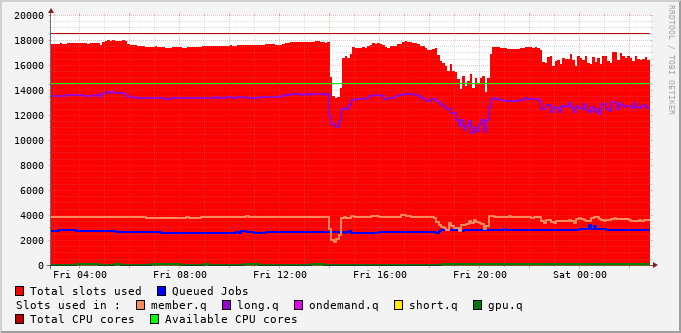 RRDTOOL / TOBI OETIKER
20000
18000
16000
14000
12000
10000
8000
6000
4000
2000
0
Fri 04:00 Fri 08:00 Fri 12:00 Fri 16:00 Fri 20:00 Sat 00:00
Total slots used Queued Jobs
Slots used in : member.q long.q ondemand.q short.q gpu.q
Total CPU cores Available CPU cores